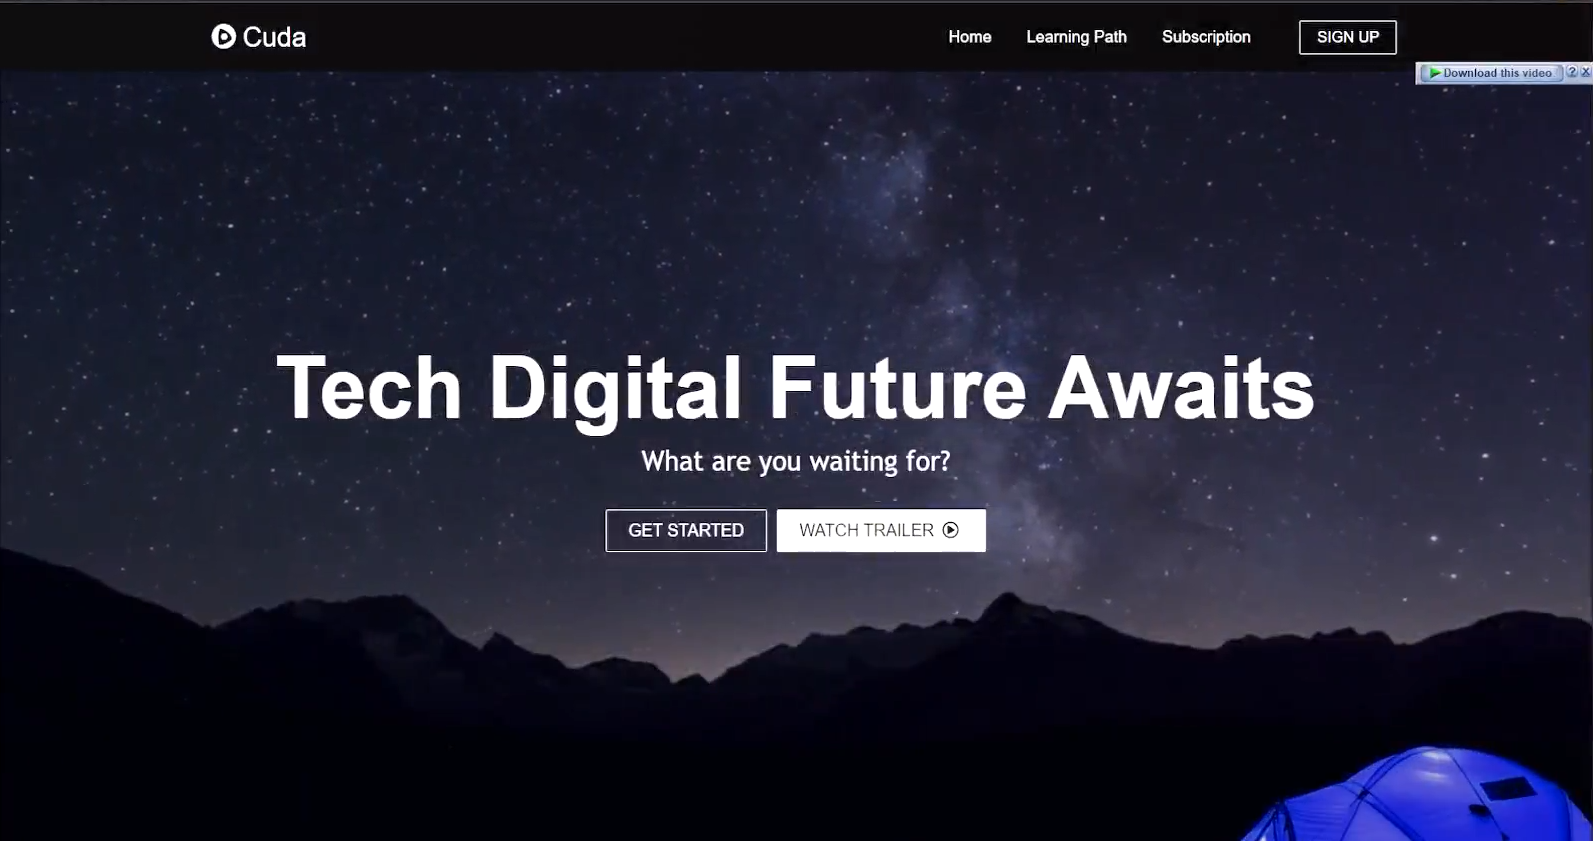 Cuda
Home Learning Path Subscription SIGN UP
Download this video ? X
Tech Digital Future Awaits
What are you waiting for?
GET STARTED WATCH TRAILER